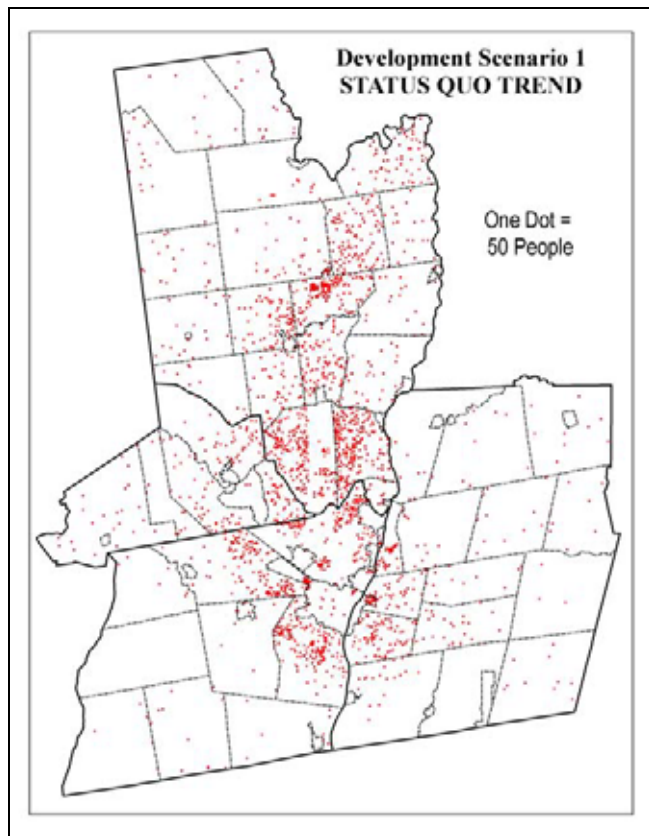 Development Scenario 1
STATUS QUO TREND
One Dot =
50 People